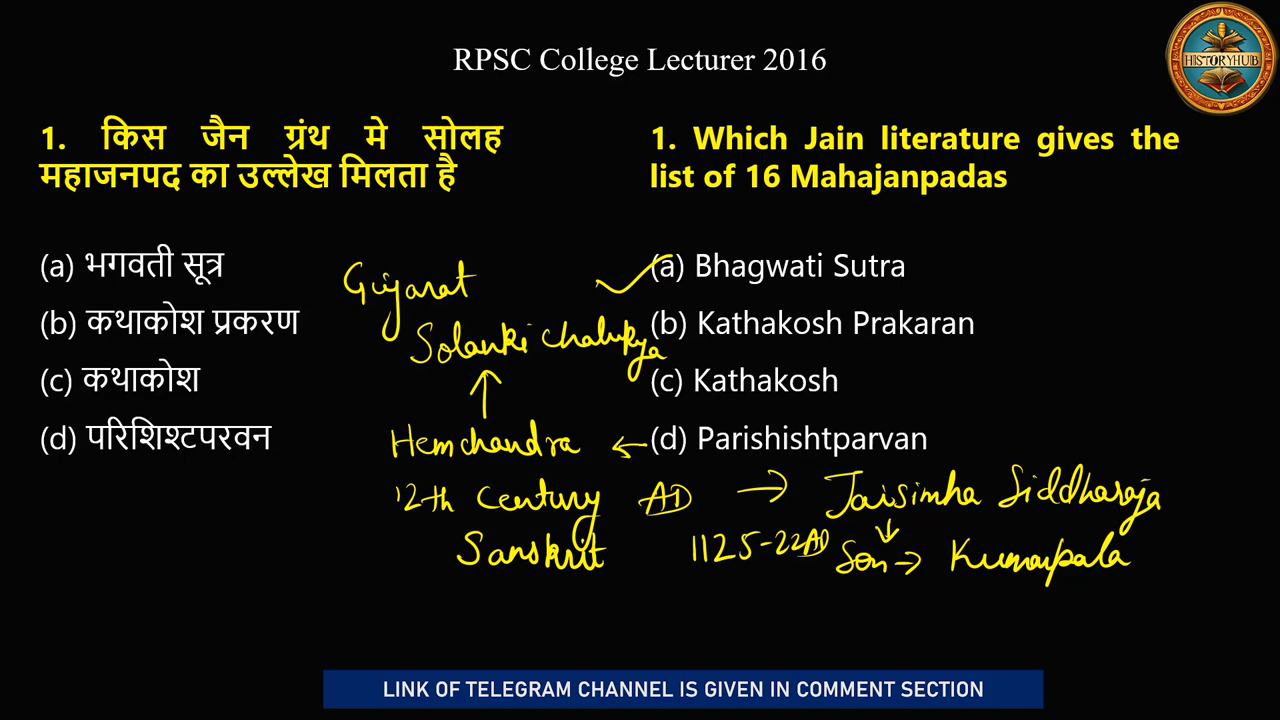 RPSC College Lecturer 2016
HISTORYHUB
1. किस जैन ग्रंथ मे सोलह
महाजनपद का उल्लेख मिलता है
(a) भगवती सूत्र
(b) कथाकोश प्रकरण
(c) कथाकोश
(d) परिशिश्टपरवन
1. Which Jain literature gives the
list of 16 Mahajanpadas
(a) Bhagwati Sutra
(b) Kathakosh Prakaran
(c) Kathakosh
(d) Parishishtparvan
Gujarat
Solanki Chalukya
Hemchandra
12th Century AD → Jaisimha Siddharaja
Sanskrit
1125-22AD Son → Kumarpala
LINK OF TELEGRAM CHANNEL IS GIVEN IN COMMENT SECTION